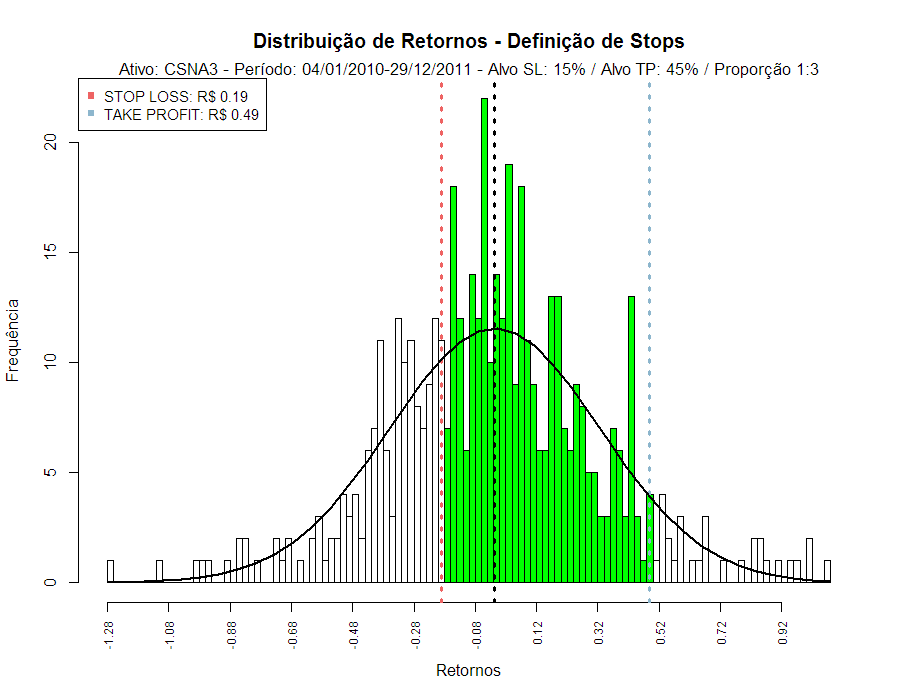 Distribuição de Retornos - Definição de Stops
Ativo: CSNA3 - Período: 04/01/2010-29/12/2011 - Alvo SL: 15% / Alvo TP: 45% / Proporção 1:3
STOP LOSS: R$ 0.19
TAKE PROFIT: R$ 0.49
Frequência
20
15
10
5
0
-1.28 -1.08 -0.88 -0.68 -0.48 -0.28 -0.08 0.12 0.32 0.52 0.72 0.92
Retornos